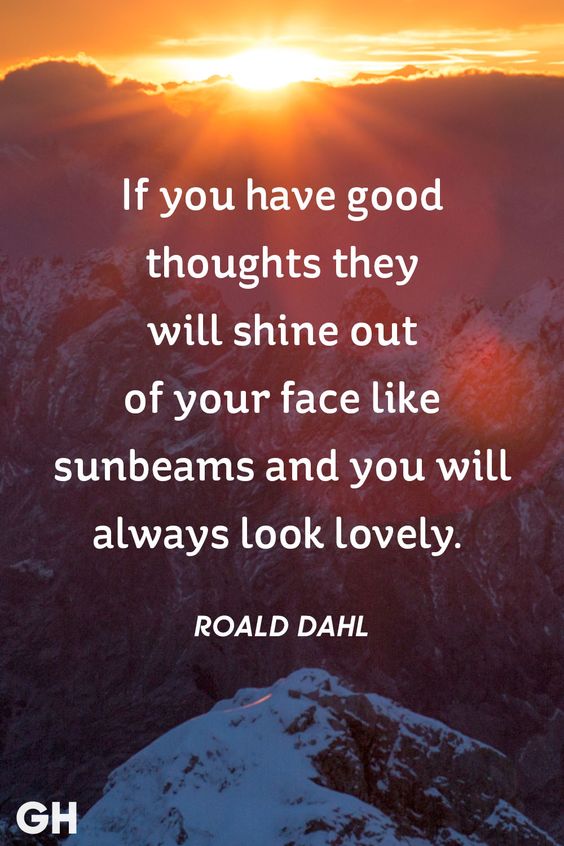 If you have good
thoughts they
will shine out
of your face like
sunbeams and you will
always look lovely.
ROALD DAHL
GH